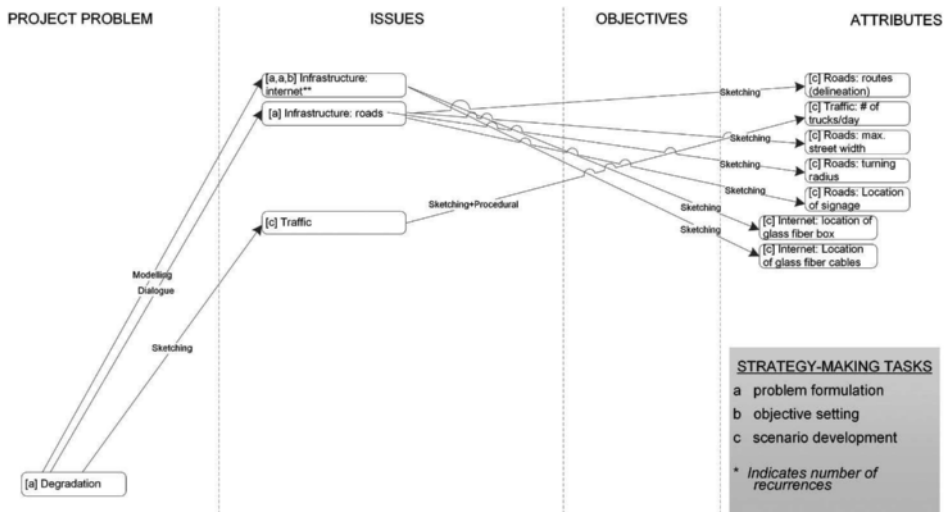 PROJECT PROBLEM
ISSUES
OBJECTIVES
ATTRIBUTES
[a,a,b] Infrastructure:
internet**
[a] Infrastructure: roads
[c] Traffic
[a] Degradation
Modelling
Dialogue
Sketching
Sketching+Procedural
Sketching
Sketching
Sketching
Sketching
Sketching
Sketching
[c] Roads: routes
(delineation)
[c] Traffic: # of
trucks/day
[c] Roads: max.
street width
[c] Roads: turning
radius
[c] Roads: Location
of signage
[c] Internet: location of
glass fiber box
[c] Internet: Location
of glass fiber cables
STRATEGY-MAKING TASKS
a problem formulation
b objective setting
c scenario development
* Indicates number of
recurrences